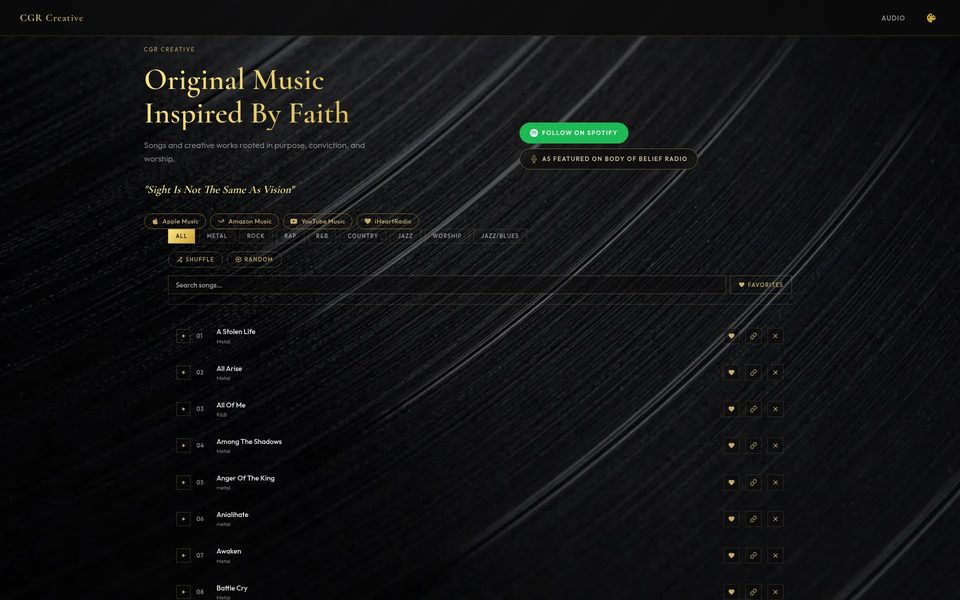 CGR Creative
AUDIO
CGR CREATIVE
Original Music
Inspired By Faith
Songs and creative works rooted in purpose, conviction, and
worship.
"Sight Is Not The Same As Vision"
FOLLOW ON SPOTIFY
AS FEATURED ON BODY OF BELIEF RADIO
Apple Music
Amazon Music
YouTube Music
iHeartRadio
ALL
METAL
ROCK
RAP
R&B
COUNTRY
JAZZ
WORSHIP
JAZZ/BLUES
SHUFFLE
RANDOM
Search songs...
FAVORITES
01
A Stolen Life
Metal
02
All Arise
Metal
03
All Of Me
R&B
04
Among The Shadows
Metal
05
Anger Of The King
metal
06
Anialihate
metal
07
Awaken
Metal
08
Battle Cry
Metal